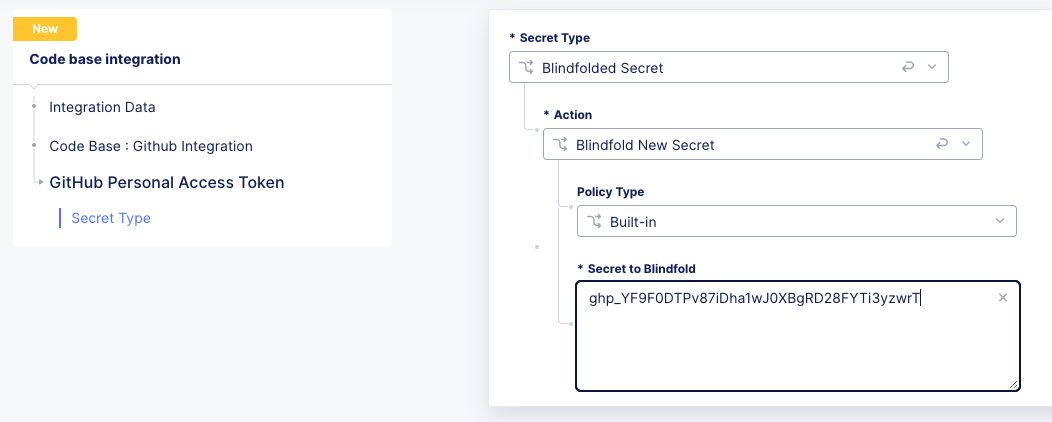 New
Code base integration
Integration Data
Code Base : Github Integration
GitHub Personal Access Token
Secret Type
* Secret Type
Blindfolded Secret
* Action
Blindfold New Secret
Policy Type
Built-in
* Secret to Blindfold
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